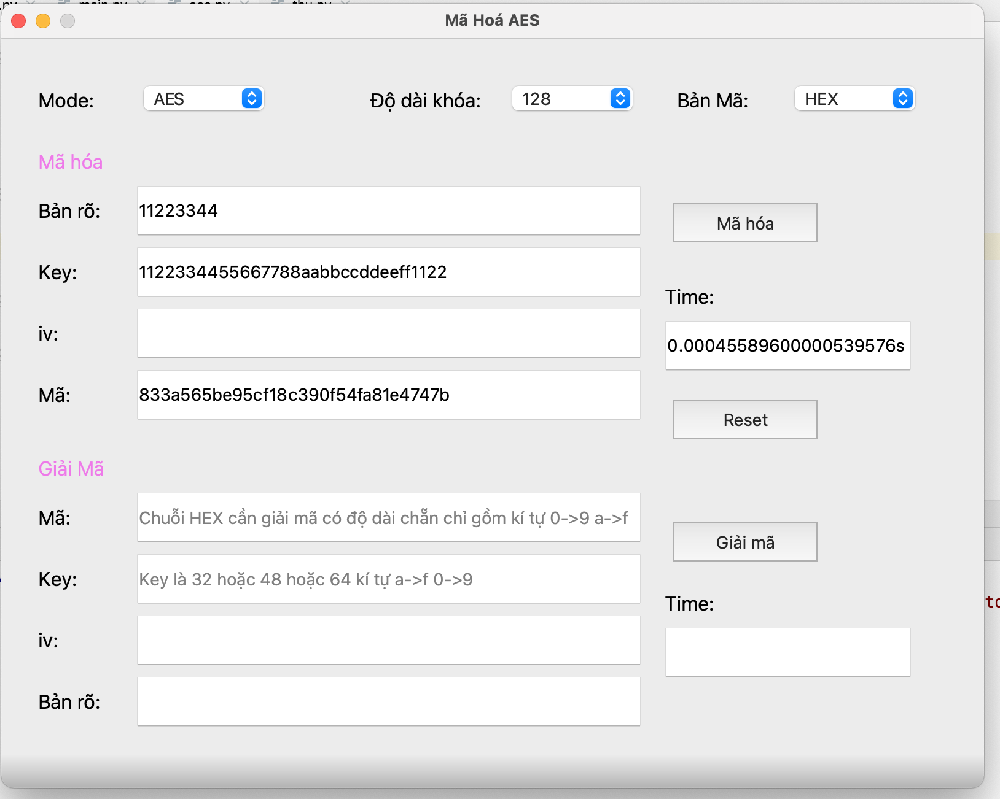 Mã Hoá AES
Mode: AES Độ dài khóa: 128 Bản Mã: HEX
Mã hóa
Bản rõ: 11223344
Mã hóa
Key: 1122334455667788aabbccddeeff1122
Time:
iv:
0.00045589600000539576s
Mã: 833a565be95cf18c390f54fa81e4747b
Reset
Giải Mã
Mã: Chuỗi HEX cần giải mã có độ dài chẵn chỉ gồm kí tự 0->9 a->f
Giải mã
Key: Key là 32 hoặc 48 hoặc 64 kí tự a->f 0->9
Time:
iv:
Bản rõ: